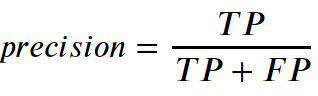 precision = TP / TP + FP